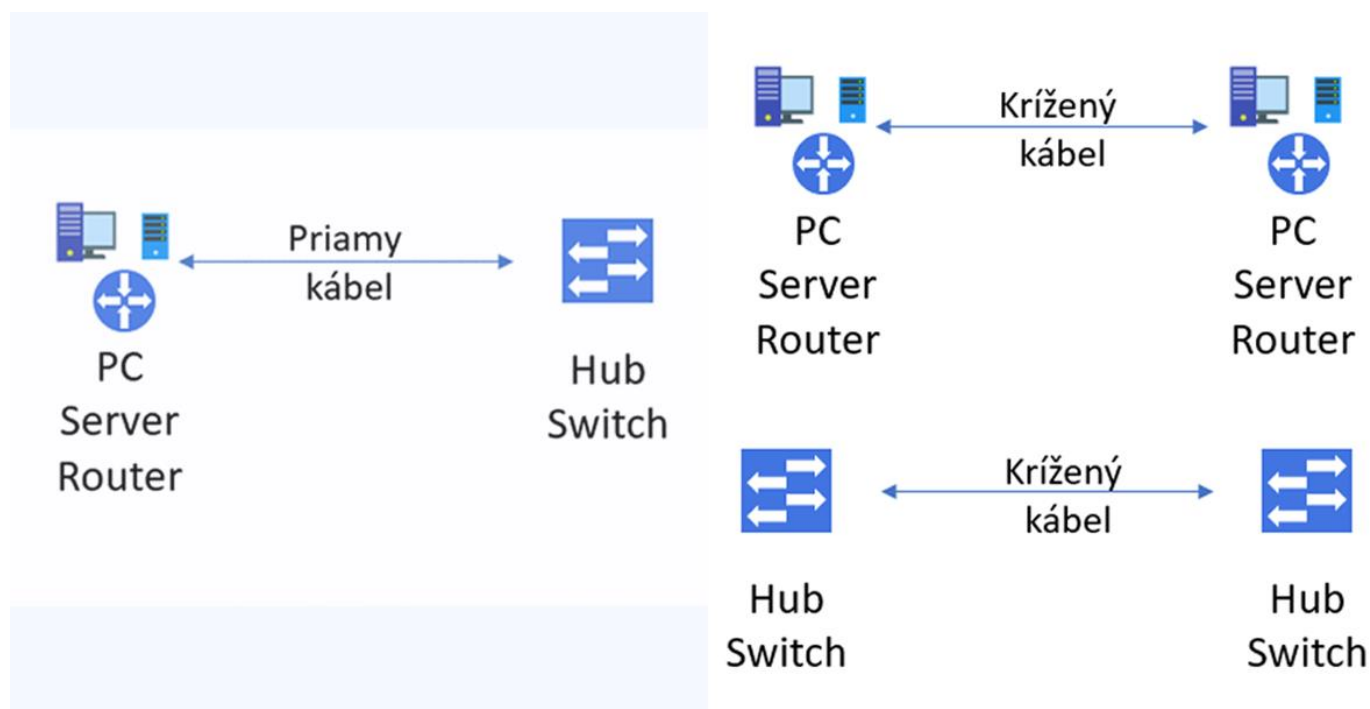 Priamy
kábel
PC
Server
Router
Hub
Switch
Krížený
kábel
PC
Server
Router
PC
Server
Router
Krížený
kábel
Hub
Switch
Hub
Switch